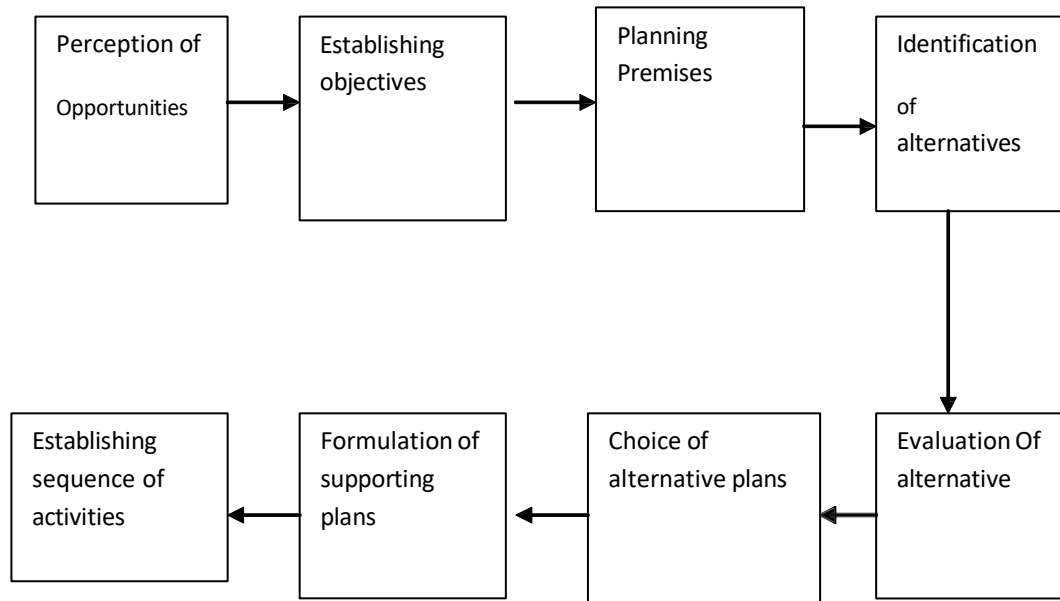 Perception of
Opportunities
Establishing
objectives
Planning
Premises
Identification
of
alternatives
Evaluation Of
alternative
Choice of
alternative plans
Formulation of
supporting
plans
Establishing
sequence of
activities